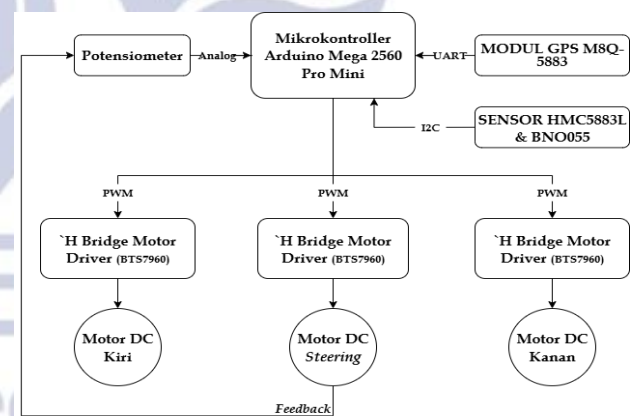 Mikrokontroller
Arduino Mega 2560
Pro Mini
Potensiometer
Analog
UART
MODUL GPS M8Q-
5883
I2C
SENSOR HMC5883L
& BNO055
PWM
PWM
PWM
`H Bridge Motor
Driver (BTS7960)
`H Bridge Motor
Driver (BTS7960)
`H Bridge Motor
Driver (BTS7960)
Motor DC
Kiri
Motor DC
Steering
Motor DC
Kanan
Feedback